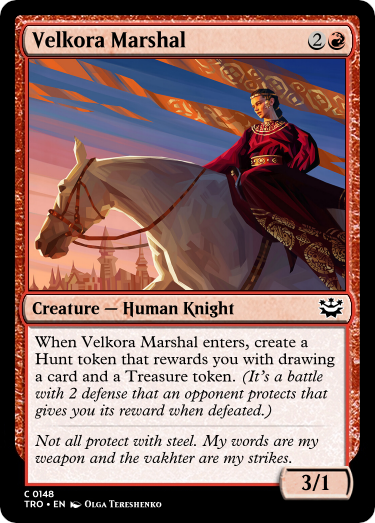 Velkora Marshal 2
Creature — Human Knight
When Velkora Marshal enters, create a
Hunt token that rewards you with drawing
a card and a Treasure token. (It's a battle
with 2 defense that an opponent protects that
gives you its reward when defeated.)
Not all protect with steel. My words are my
weapon and the vakhter are my strikes.
3/1
C 0148
TRO • EN Olga Tereshenko